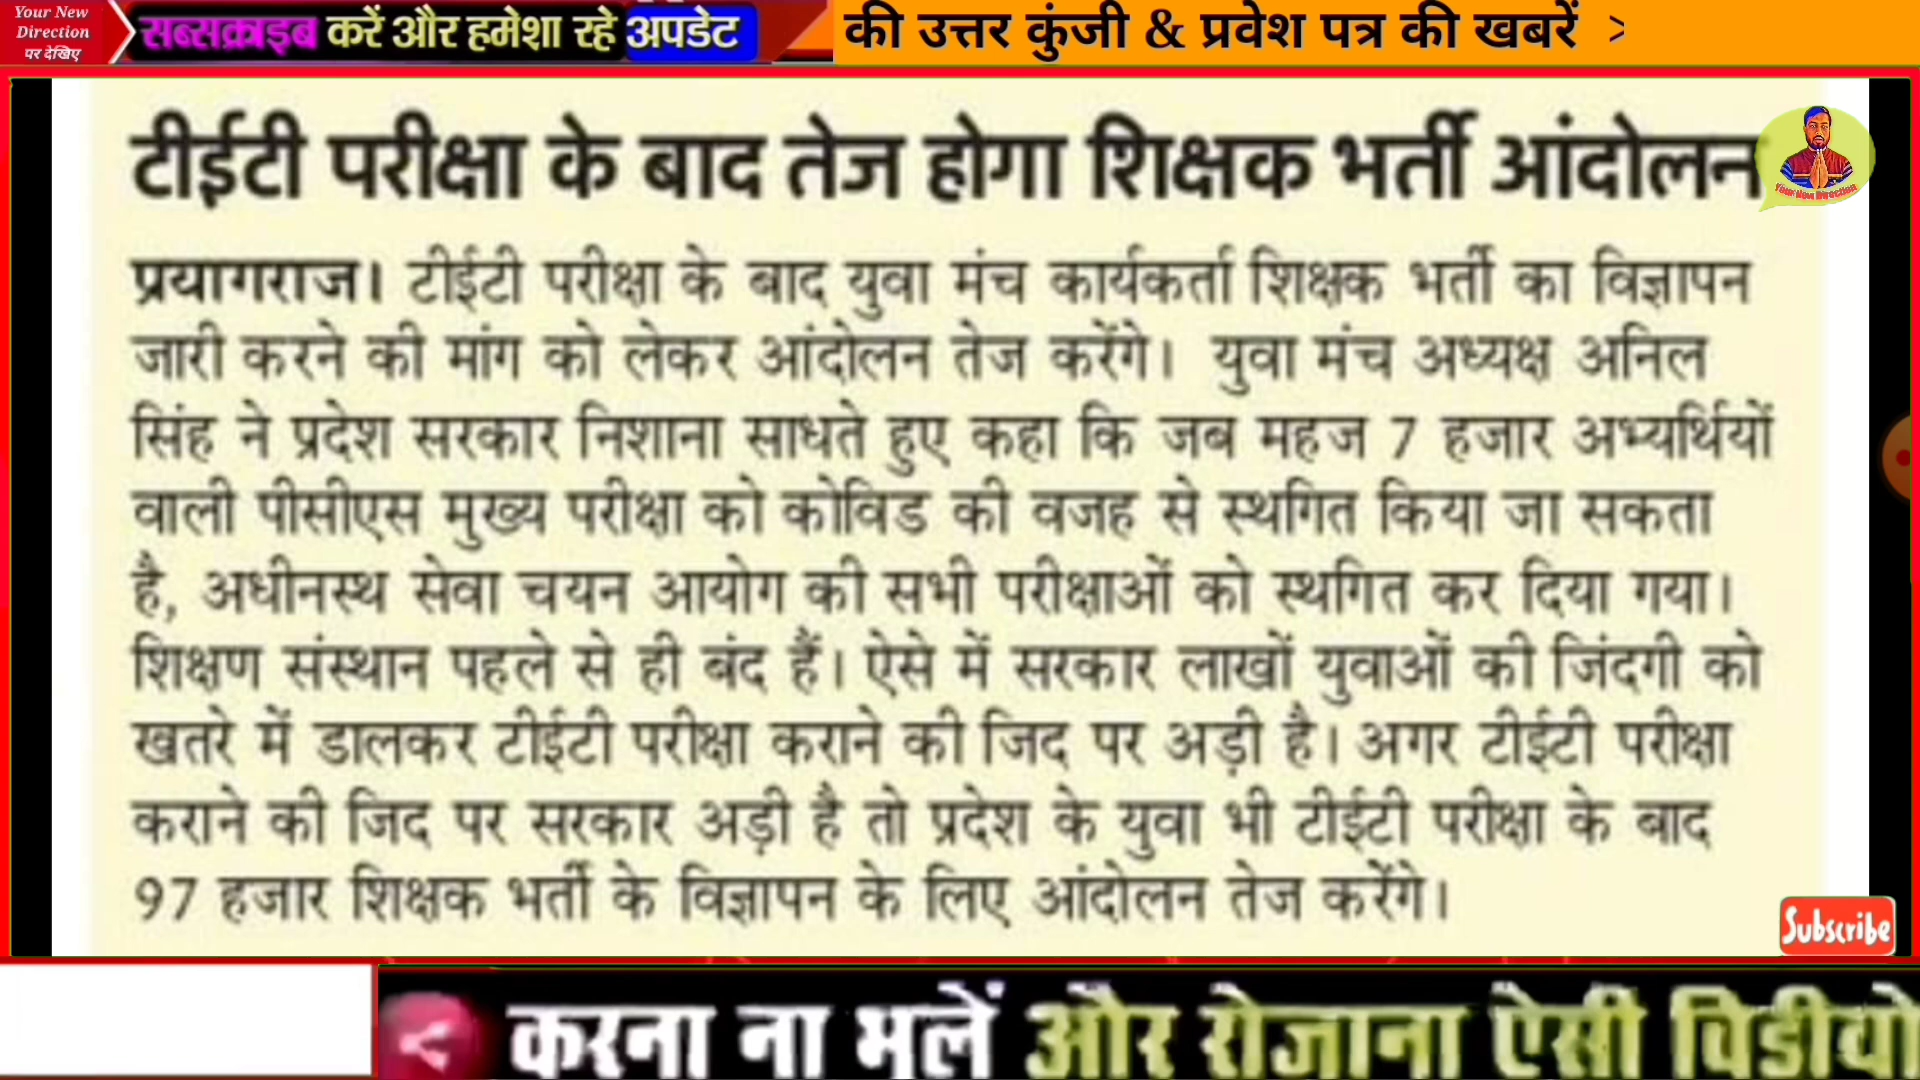 Your New
Direction
पर देखिए
सब्सक्राइब करें और हमेशा रहे अपडेट
की उत्तर कुंजी & प्रवेश पत्र की खबरें >
टीईटी परीक्षा के बाद तेज होगा शिक्षक भर्ती आंदोलन
Your New Direction
प्रयागराज। टीईटी परीक्षा के बाद युवा मंच कार्यकर्ता शिक्षक भर्ती का विज्ञापन
जारी करने की मांग को लेकर आंदोलन तेज करेंगे। युवा मंच अध्यक्ष अनिल
सिंह ने प्रदेश सरकार निशाना साधते हुए कहा कि जब महज 7 हजार अभ्यर्थियों
वाली पीसीएस मुख्य परीक्षा को कोविड की वजह से स्थगित किया जा सकता
है, अधीनस्थ सेवा चयन आयोग की सभी परीक्षाओं को स्थगित कर दिया गया।
शिक्षण संस्थान पहले से ही बंद हैं। ऐसे में सरकार लाखों युवाओं की जिंदगी को
खतरे में डालकर टीईटी परीक्षा कराने की जिद पर अड़ी है। अगर टीईटी परीक्षा
कराने की जिद पर सरकार अड़ी है तो प्रदेश के युवा भी टीईटी परीक्षा के बाद
97 हजार शिक्षक भर्ती के विज्ञापन के लिए आंदोलन तेज करेंगे।
Subscribe
करना ना भूलें और रोजाना ऐसी विडीयो